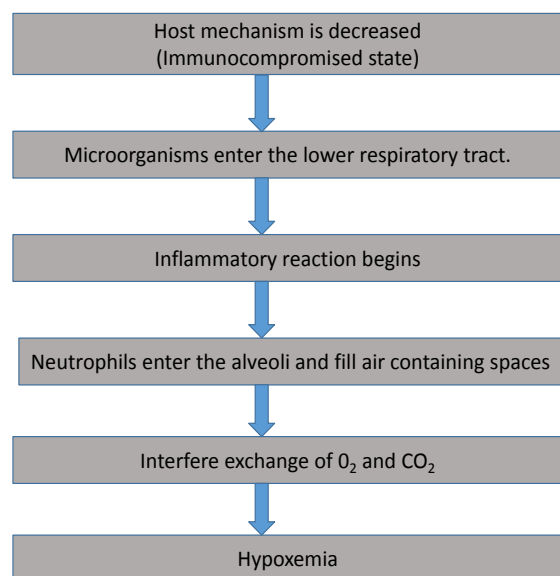 Host mechanism is decreased
(Immunocompromised state)
Microorganisms enter the lower respiratory tract.
Inflammatory reaction begins
Neutrophils enter the alveoli and fill air containing spaces
Interfere exchange of 0₂ and CO₂
Hypoxemia